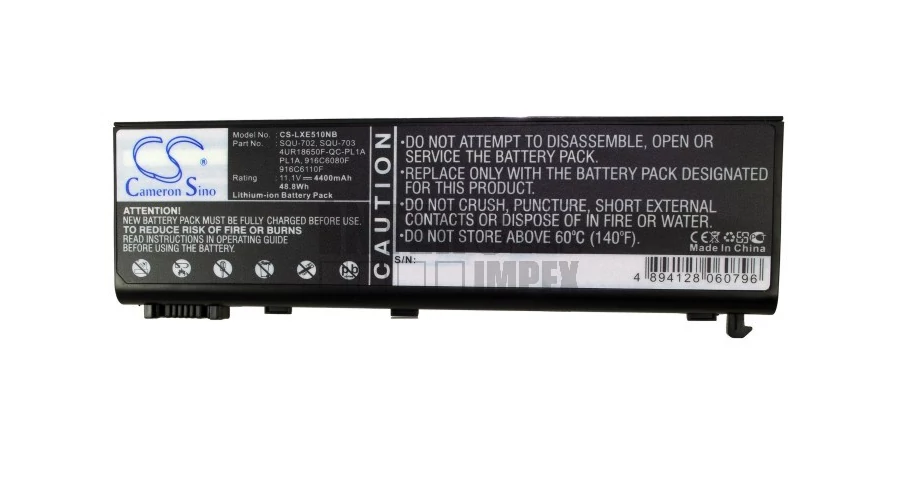 CS
Cameron Sino
Model No. : CS-LXE510NB
Part No. : SQU-702, SQU-703
4UR18650F-QC-PL1A
PL1A, 916C6080F
916C6110F
Rating : 11.1V 4400mAh
48.8Wh
Lithium-ion Battery Pack
ATTENTION!
NEW BATTERY PACK MUST BE FULLY CHARGED BEFORE USE.
TO REDUCE RISK OF FIRE OR BURNS
READ INSTRUCTIONS IN OPERATING GUIDE
BEFORE USING BATTERY.
Pb
CAUTION
•DO NOT ATTEMPT TO DISASSEMBLE, OPEN OR
SERVICE THE BATTERY PACK.
•REPLACE ONLY WITH THE BATTERY PACK DESIGNATED
FOR THIS PRODUCT.
•DO NOT CRUSH, PUNCTURE, SHORT EXTERNAL
CONTACTS OR DISPOSE OF IN FIRE OR WATER.
•DO NOT STORE ABOVE 60°C (140°F).
CE
Made In China
S/N:
IMPEX
4 894128 060796